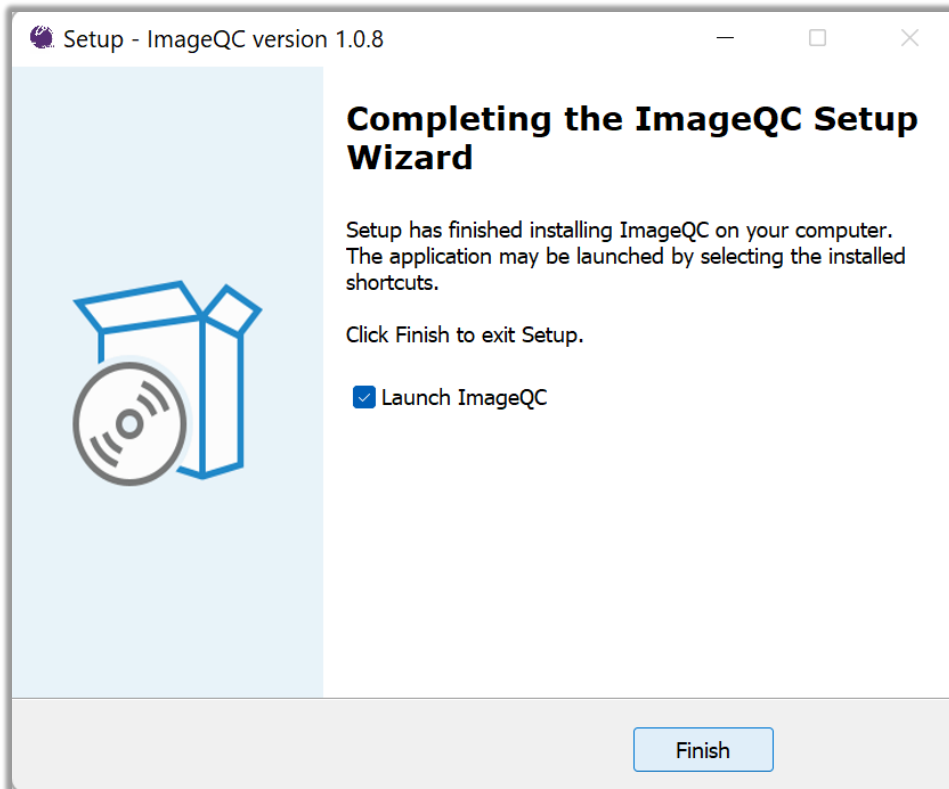 Setup - ImageQC version 1.0.8
Completing the ImageQC Setup
Wizard
Setup has finished installing ImageQC on your computer.
The application may be launched by selecting the installed
shortcuts.
Click Finish to exit Setup.
Launch ImageQC
Finish